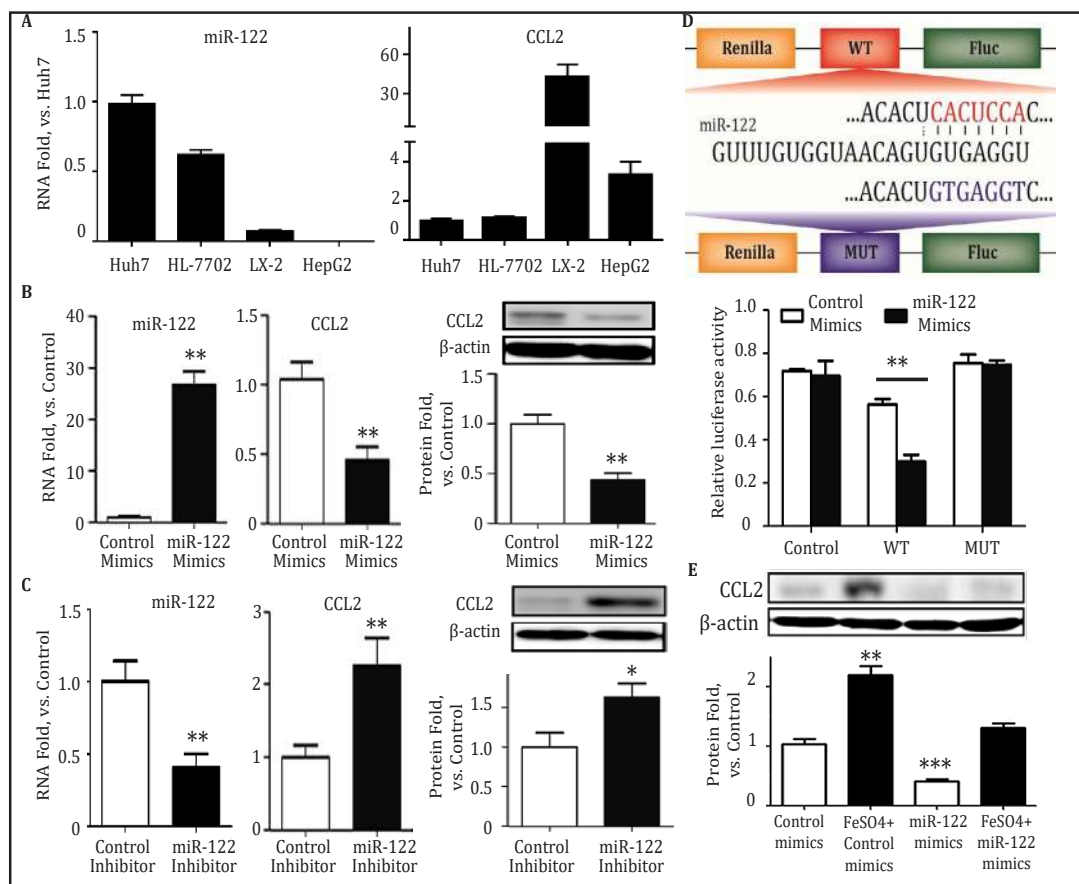 A
miR-122
RNA Fold, vs. Huh7
1.5
1.0
0.5
0
Huh7 HL-7702 LX-2 HepG2
CCL2
60
30
4
2
0
Huh7 HL-7702 LX-2 HepG2
B
miR-122
RNA Fold, vs. Control
40
30
20
10
0
**
Control Mimics
miR-122 Mimics
CCL2
1.5
1.0
0.5
0
**
Control Mimics
miR-122 Mimics
CCL2
β-actin
Protein Fold, vs. Control
1.5
1.0
0.5
0
**
Control Mimics
miR-122 Mimics
C
miR-122
RNA Fold, vs. Control
1.5
1.0
0.5
0
**
Control Inhibitor
miR-122 Inhibitor
CCL2
3
2
1
0
**
Control Inhibitor
miR-122 Inhibitor
CCL2
β-actin
Protein Fold, vs. Control
2.0
1.5
1.0
0.5
0
*
Control Inhibitor
miR-122 Inhibitor
D
Renilla WT Fluc
...ACACUCACUCCAC...
miR-122
GUUUGUGGUAACAGUGUGAGGU
...ACACUGTGAGGTC...
Renilla MUT Fluc
Control Mimics
miR-122 Mimics
Relative luciferase activity
1.0
0.8
0.6
0.4
0.2
0
**
Control WT MUT
E
CCL2
β-actin
Protein Fold, vs. Control
2
1
0
**
***
Control mimics
FeSO4+ Control mimics
miR-122 mimics
FeSO4+ miR-122 mimics